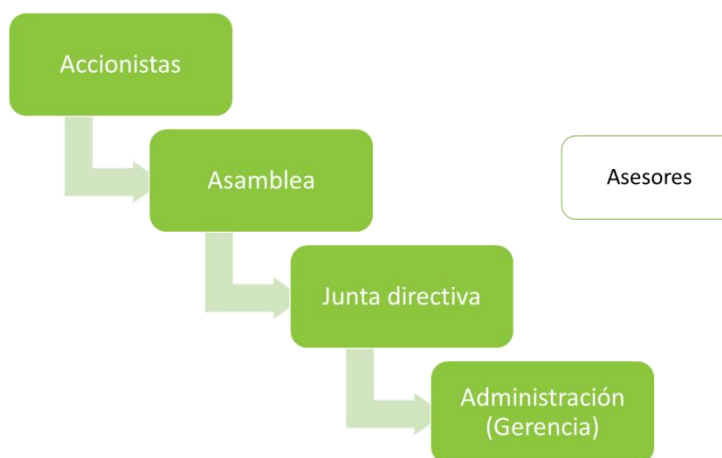 Accionistas
Asamblea
Asesores
Junta directiva
Administración
(Gerencia)